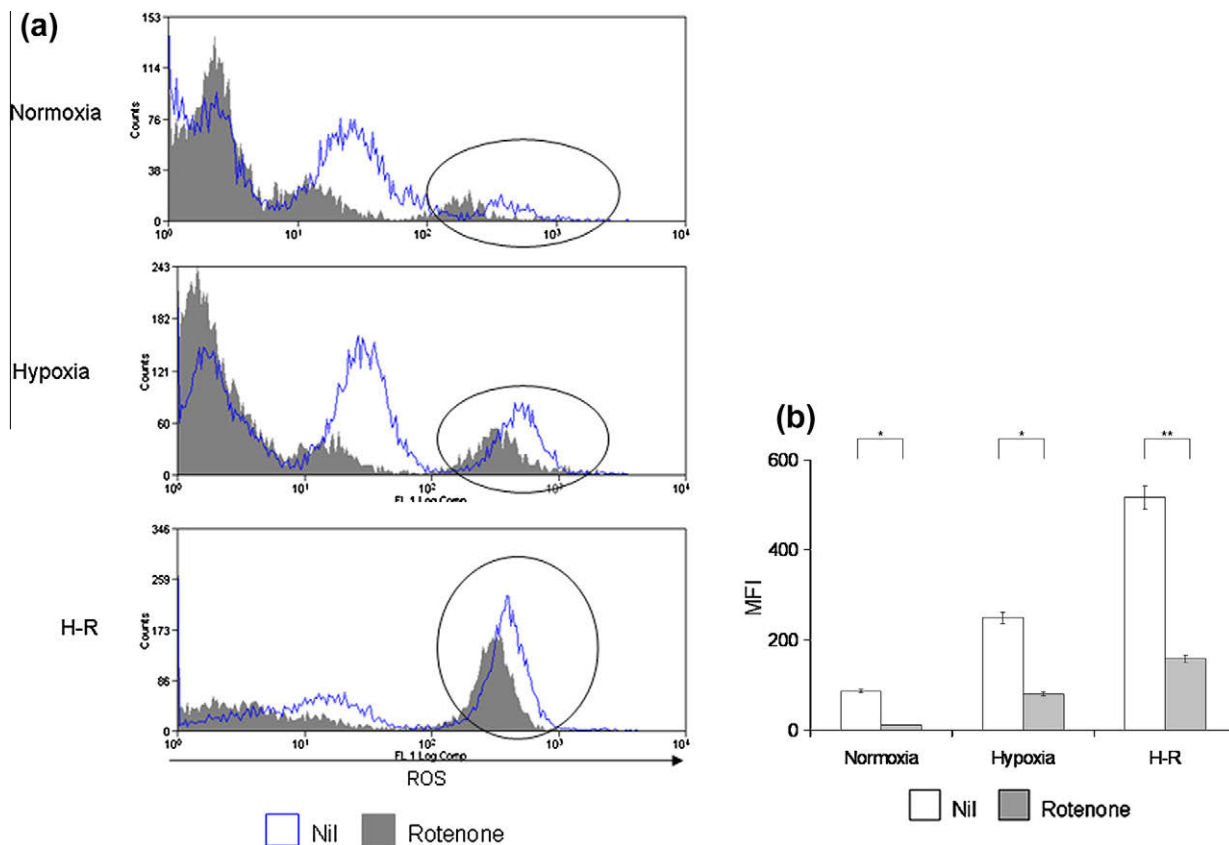 (a)
Normoxia
Counts
153
114
76
38
0
10⁰ 10¹ 10² 10³ 10⁴
Hypoxia
Counts
243
182
121
60
0
10⁰ 10¹ 10² 10³ 10⁴
FL 1 Log Comp
H-R
Counts
346
259
173
86
0
10⁰ 10¹ 10² 10³ 10⁴
FL 1 Log Comp
ROS
Nil Rotenone
(b)
* * **
MFI
600
400
200
0
Normoxia Hypoxia H-R
Nil Rotenone